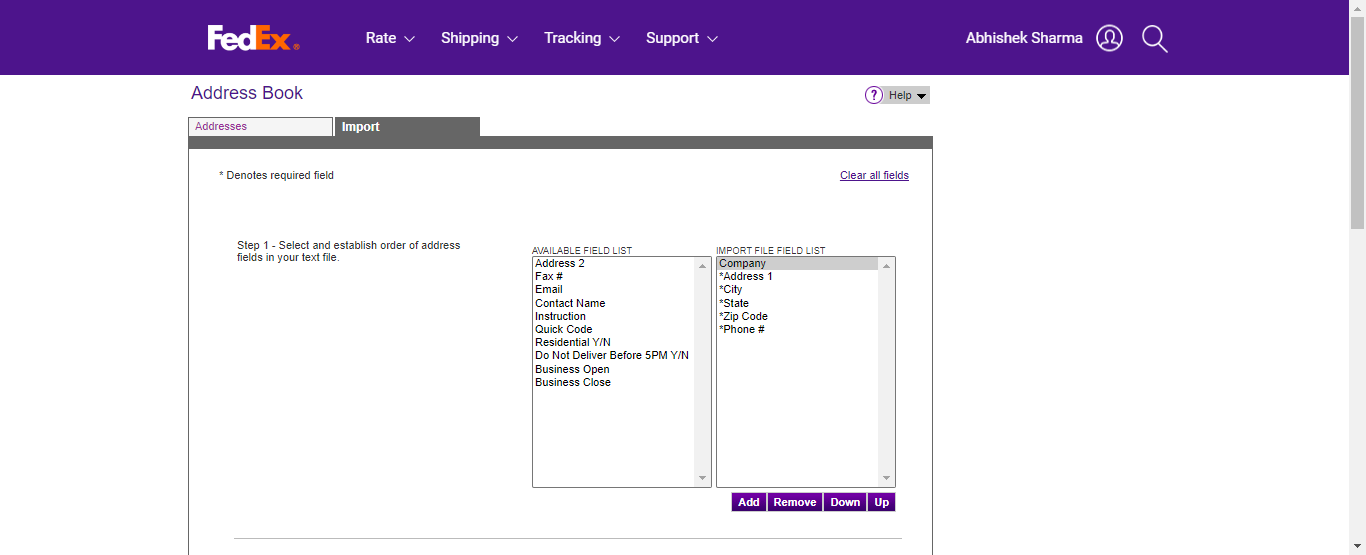 FedEx®
Rate
Shipping
Tracking
Support
Abhishek Sharma
Address Book
? Help
Addresses
Import
* Denotes required field
Clear all fields
Step 1 - Select and establish order of address
fields in your text file.
AVAILABLE FIELD LIST
Address 2
Fax #
Email
Contact Name
Instruction
Quick Code
Residential Y/N
Do Not Deliver Before 5PM Y/N
Business Open
Business Close
IMPORT FILE FIELD LIST
Company
*Address 1
*City
*State
*Zip Code
*Phone #
Add
Remove
Down
Up